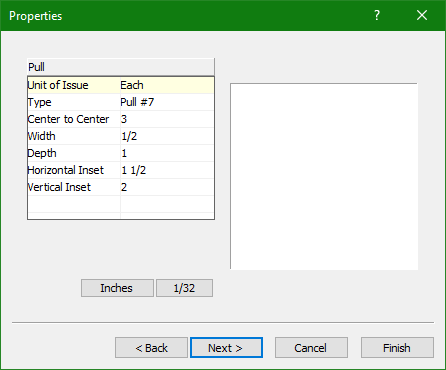 Properties ?
Pull
Unit of Issue Each
Type Pull #7
Center to Center 3
Width 1/2
Depth 1
Horizontal Inset 1 1/2
Vertical Inset 2
Inches 1/32
< Back Next > Cancel Finish